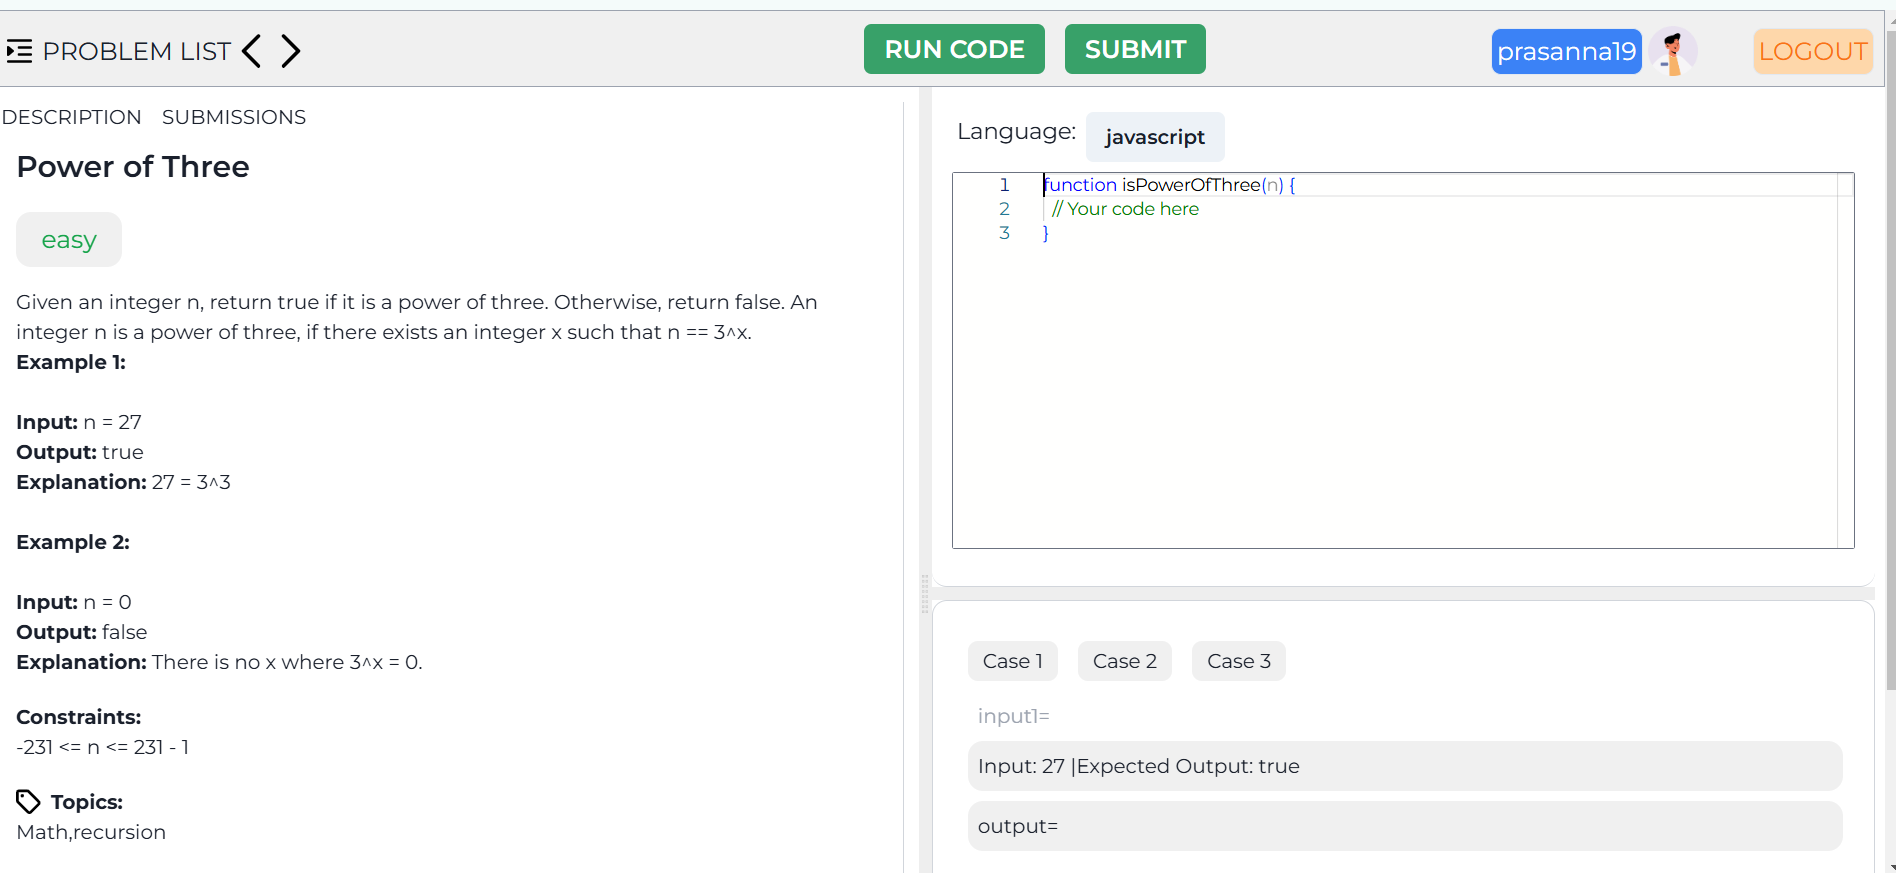 PROBLEM LIST
RUN CODE
SUBMIT
prasanna19
LOGOUT
DESCRIPTION SUBMISSIONS
Power of Three
easy
Given an integer n, return true if it is a power of three. Otherwise, return false. An
integer n is a power of three, if there exists an integer x such that n == 3^x.
Example 1:
Input: n = 27
Output: true
Explanation: 27 = 3^3
Example 2:
Input: n = 0
Output: false
Explanation: There is no x where 3^x = 0.
Constraints:
-231 <= n <= 231 - 1
Topics:
Math,recursion
Language: javascript
1 function isPowerOfThree(n) {
2 // Your code here
3 }
Case 1 Case 2 Case 3
input1=
Input: 27 |Expected Output: true
output=